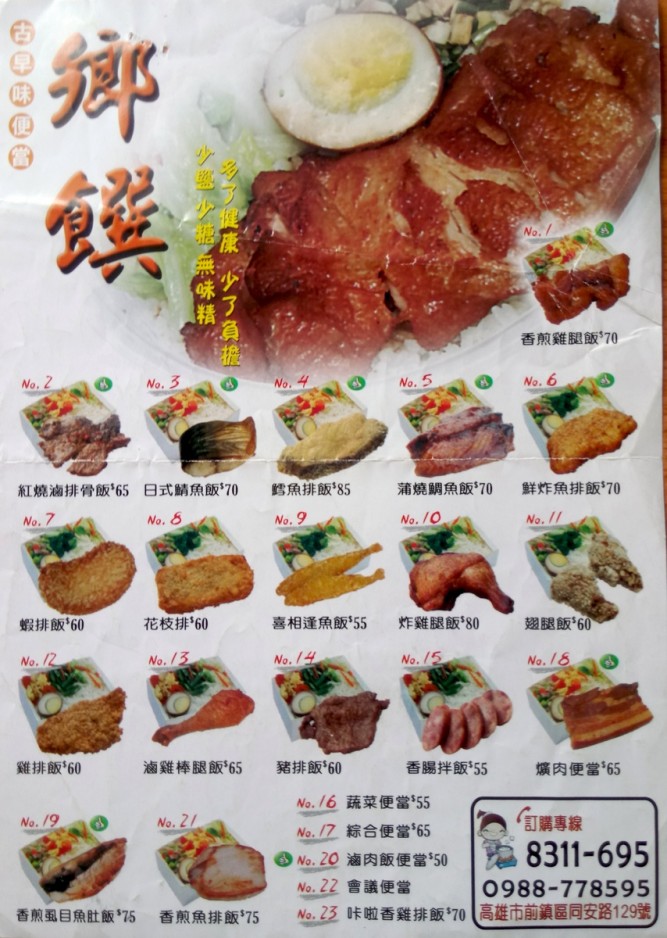 古早味便當
鄉饌
多了健康 少了負擔
少鹽少糖無味精
No.1
香煎雞腿飯$70
No.2
紅燒滷排骨飯$65
No.3
日式鯖魚飯$70
No.4
鱈魚排飯$85
No.5
蒲燒鯛魚飯$70
No.6
鮮炸魚排飯$70
No.7
蝦排飯$60
No.8
花枝排$60
No.9
喜相逢魚飯$55
No.10
炸雞腿飯$80
No.11
翅腿飯$60
No.12
雞排飯$60
No.13
滷雞棒腿飯$65
No.14
豬排飯$60
No.15
香腸拌飯$55
No.18
爌肉便當$65
No.19
香煎虱目魚肚飯$75
No.21
香煎魚排飯$75
No.16 蔬菜便當$55
No.17 綜合便當$65
No.20 滷肉飯便當$50
No.22 會議便當
No.23 咔啦香雞排飯$70
訂購專線
8311-695
0988-778595
高雄市前鎮區同安路129號